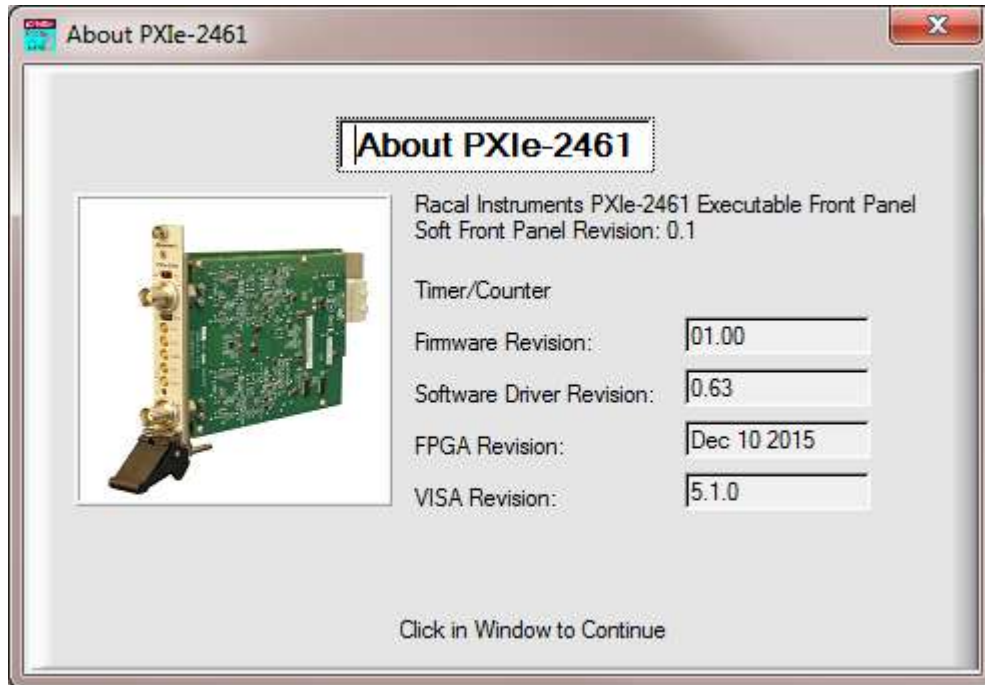 About PXIe-2461
About PXIe-2461
Racal Instruments PXIe-2461 Executable Front Panel
Soft Front Panel Revision: 0.1
Timer/Counter
Firmware Revision: 01.00
Software Driver Revision: 0.63
FPGA Revision: Dec 10 2015
VISA Revision: 5.1.0
Click in Window to Continue